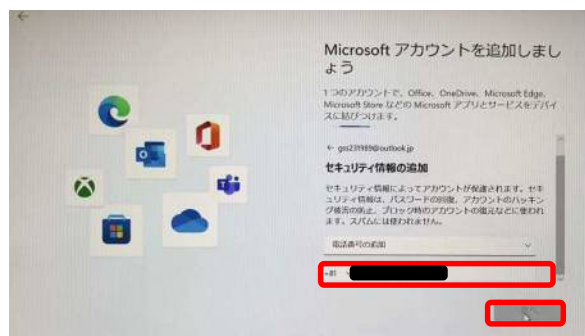 Microsoft アカウントを追加しまし
ょう
1 つのアカウントで、Office、OneDrive、Microsoft Edge、
Microsoft Store などの Microsoft アプリとサービスをデバイ
スに結びつけます。
← gss231989@outlook.jp
セキュリティ情報の追加
セキュリティ情報によってアカウントが保護されます。セキ
ュリティ情報は、パスワードの回復、アカウントのハッキン
グ被害の防止、ブロック時のアカウントの復元などに使われ
ます。スパムには使われません。
電話番号の追加
+81